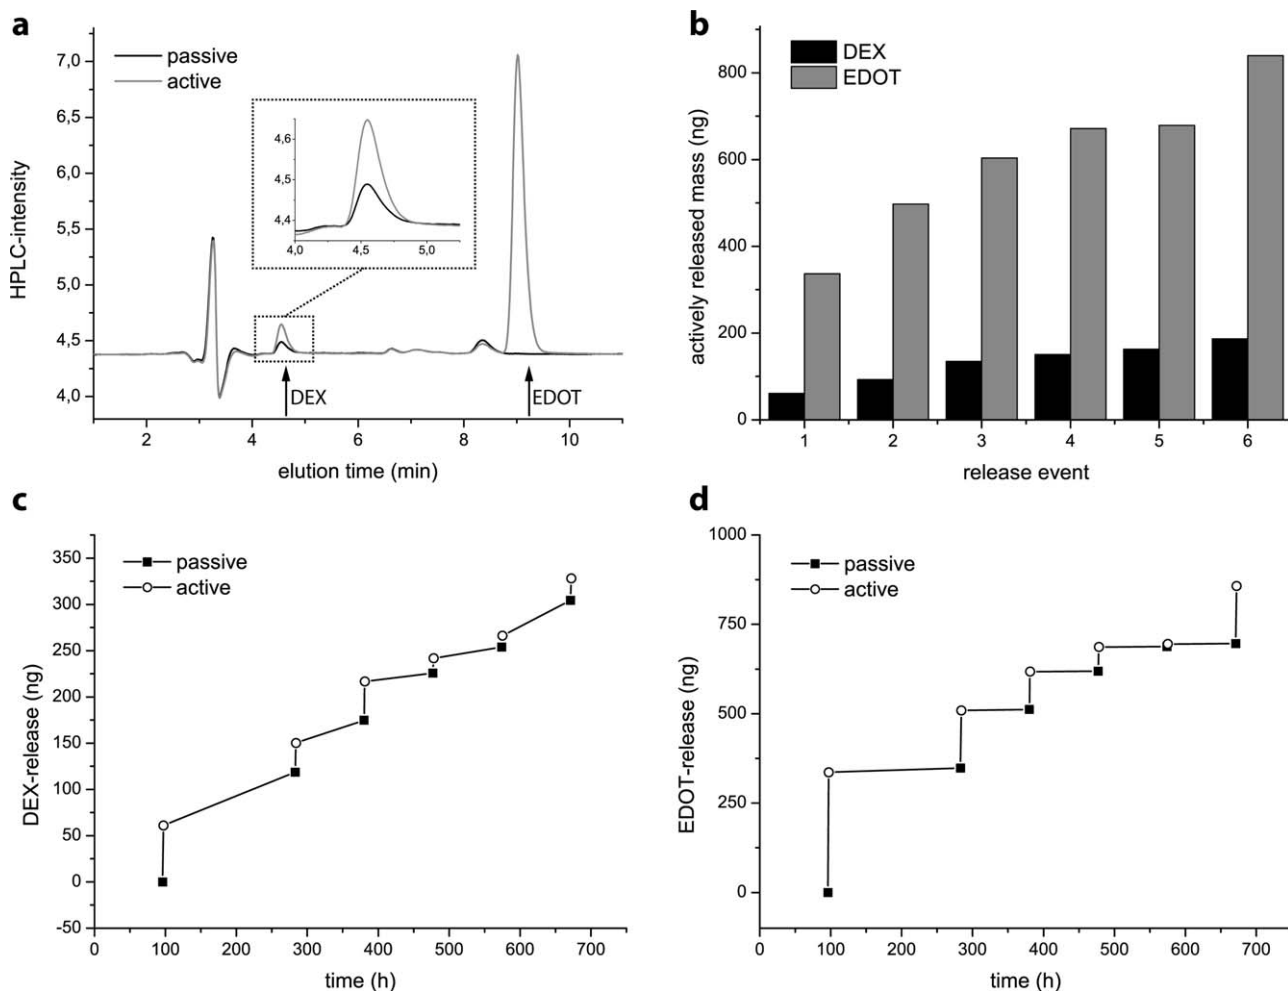 a
passive
active
HPLC-intensity
7,0
6,5
6,0
5,5
5,0
4,5
4,0
4,6
4,5
4,4
4,0 4,5 5,0
DEX
EDOT
2 4 6 8 10
elution time (min)
b
DEX
EDOT
actively released mass (ng)
800
600
400
200
0
1 2 3 4 5 6
release event
c
passive
active
DEX-release (ng)
350
300
250
200
150
100
50
0
-50
0 100 200 300 400 500 600 700
time (h)
d
passive
active
EDOT-release (ng)
1000
750
500
250
0
0 100 200 300 400 500 600 700
time (h)